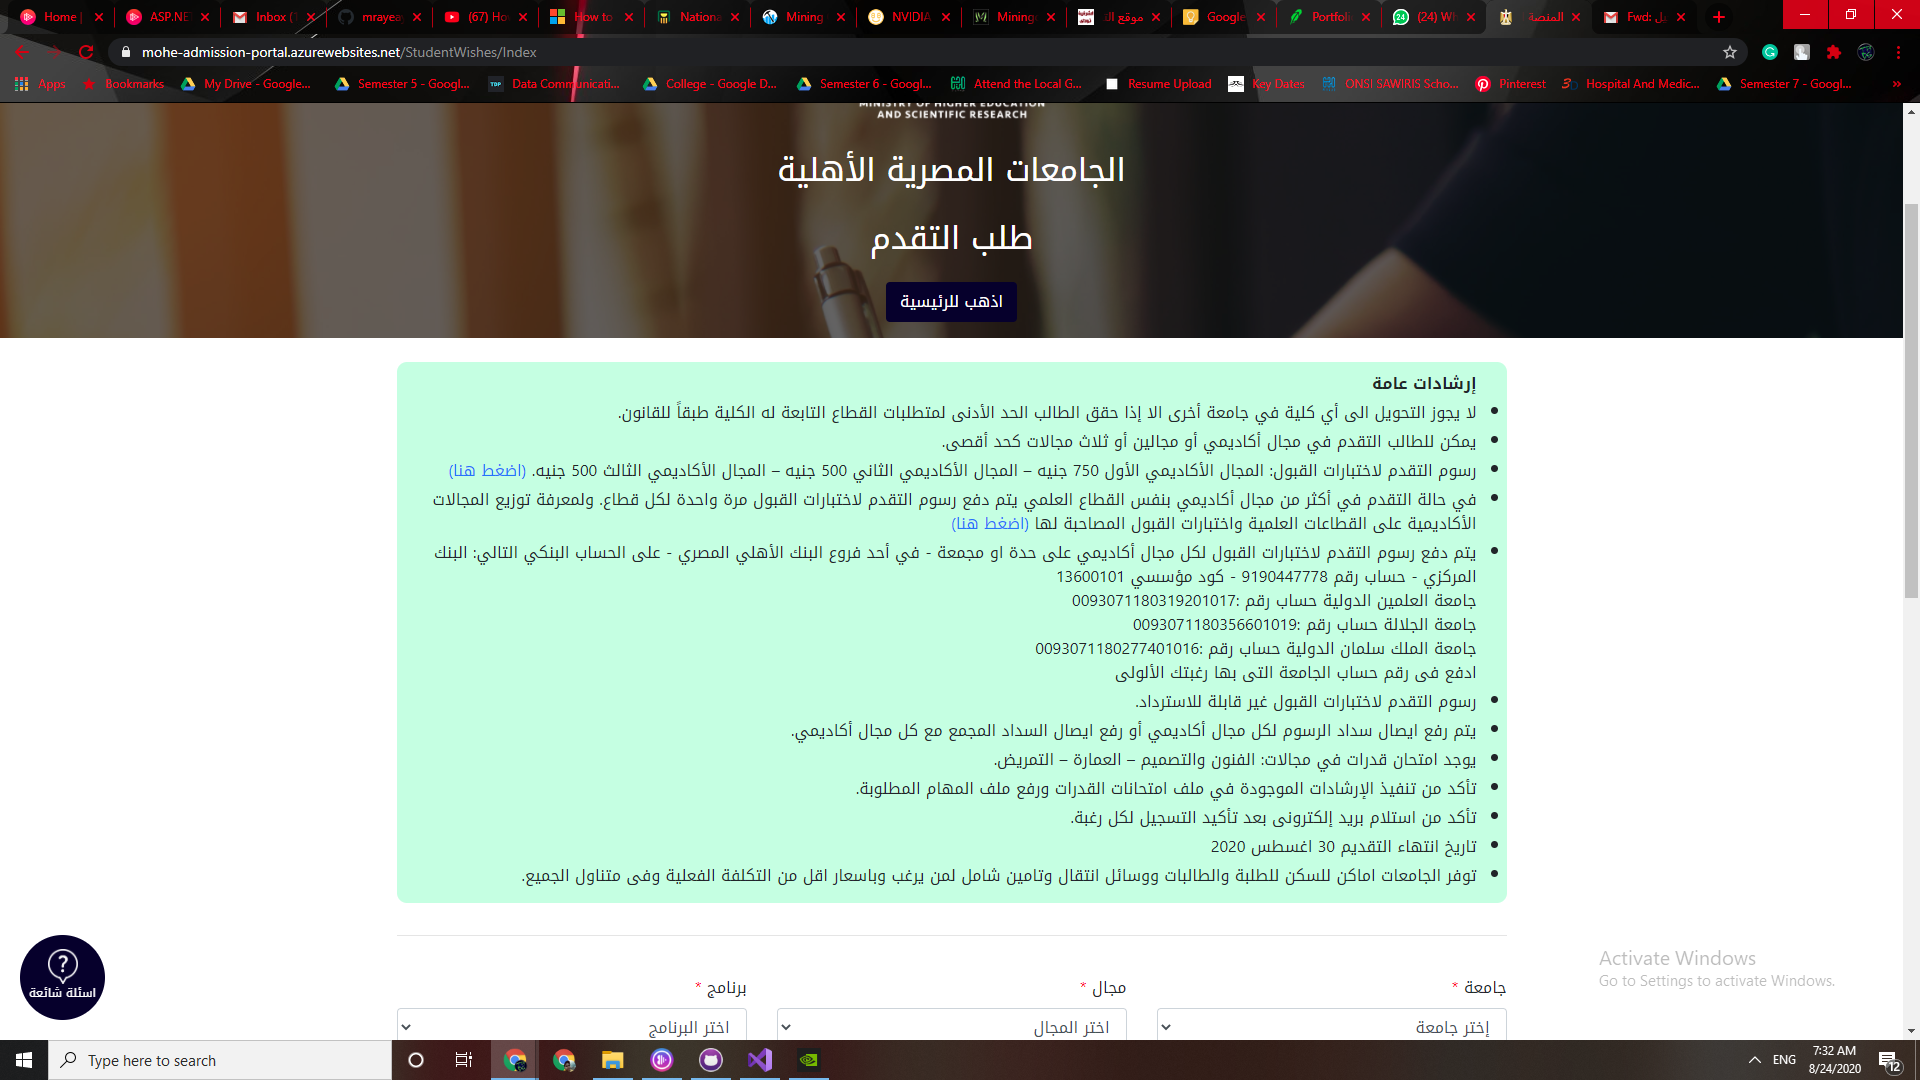 Home |
ASP.NE
Inbox (1
mrayea
(67) Ho
How to
Nationa
Mining
NVIDIA
Mining
موقع الت
Google
Portfoli
(24) W
المنصة
Fwd: يل
mohe-admission-portal.azurewebsites.net/StudentWishes/Index
Apps
Bookmarks
My Drive - Google...
Semester 5 - Googl...
Data Communicati...
College - Google D...
Semester 6 - Googl...
Attend the Local G...
Resume Upload
Key Dates
ONSI SAWIRIS Scho...
Pinterest
Hospital And Medic...
Semester 7 - Googl...
MINISTRY OF HIGHER EDUCATION
AND SCIENTIFIC RESEARCH
الجامعات المصرية الأهلية
طلب التقدم
اذهب للرئيسية
إرشادات عامة
لا يجوز التحويل الى أي كلية في جامعة أخرى الا إذا حقق الطالب الحد الأدنى لمتطلبات القطاع التابعة له الكلية طبقاً للقانون.
يمكن للطالب التقدم في مجال أكاديمي أو مجالين أو ثلاث مجالات كحد أقصى.
رسوم التقدم لاختبارات القبول: المجال الأكاديمي الأول 750 جنيه – المجال الأكاديمي الثاني 500 جنيه – المجال الأكاديمي الثالث 500 جنيه. (اضغط هنا)
في حالة التقدم في أكثر من مجال أكاديمي بنفس القطاع العلمي يتم دفع رسوم التقدم لاختبارات القبول مرة واحدة لكل قطاع. ولمعرفة توزيع المجالات
الأكاديمية على القطاعات العلمية واختبارات القبول المصاحبة لها (اضغط هنا)
يتم دفع رسوم التقدم لاختبارات القبول لكل مجال أكاديمي على حدة او مجمعة - في أحد فروع البنك الأهلي المصري - على الحساب البنكي التالي: البنك
المركزي - حساب رقم 9190447778 - كود مؤسسي 13600101
جامعة العلمين الدولية حساب رقم :0093071180319201017
جامعة الجلالة حساب رقم :0093071180356601019
جامعة الملك سلمان الدولية حساب رقم :0093071180277401016
ادفع فى رقم حساب الجامعة التى بها رغبتك الألولى
رسوم التقدم لاختبارات القبول غير قابلة للاسترداد.
يتم رفع ايصال سداد الرسوم لكل مجال أكاديمي أو رفع ايصال السداد المجمع مع كل مجال أكاديمي.
يوجد امتحان قدرات في مجالات: الفنون والتصميم – العمارة – التمريض.
تأكد من تنفيذ الإرشادات الموجودة في ملف امتحانات القدرات ورفع ملف المهام المطلوبة.
تأكد من استلام بريد إلكترونى بعد تأكيد التسجيل لكل رغبة.
تاريخ انتهاء التقديم 30 اغسطس 2020
توفر الجامعات اماكن للسكن للطلبة والطالبات ووسائل انتقال وتامين شامل لمن يرغب وباسعار اقل من التكلفة الفعلية وفى متناول الجميع.
جامعة *
مجال *
برنامج *
إختر جامعة
اختر المجال
اختر البرنامج
?
اسئلة شائعة
Activate Windows
Go to Settings to activate Windows.
Type here to search
ENG
7:32 AM
8/24/2020
12